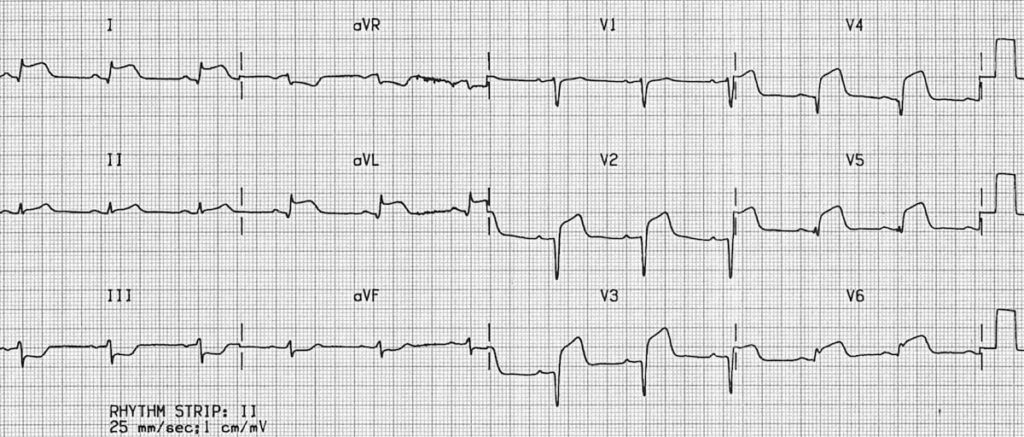 I aVR V1 V4
II aVL V2 V5
III aVF V3 V6
RHYTHM STRIP: II
25 mm/sec; 1 cm/mV